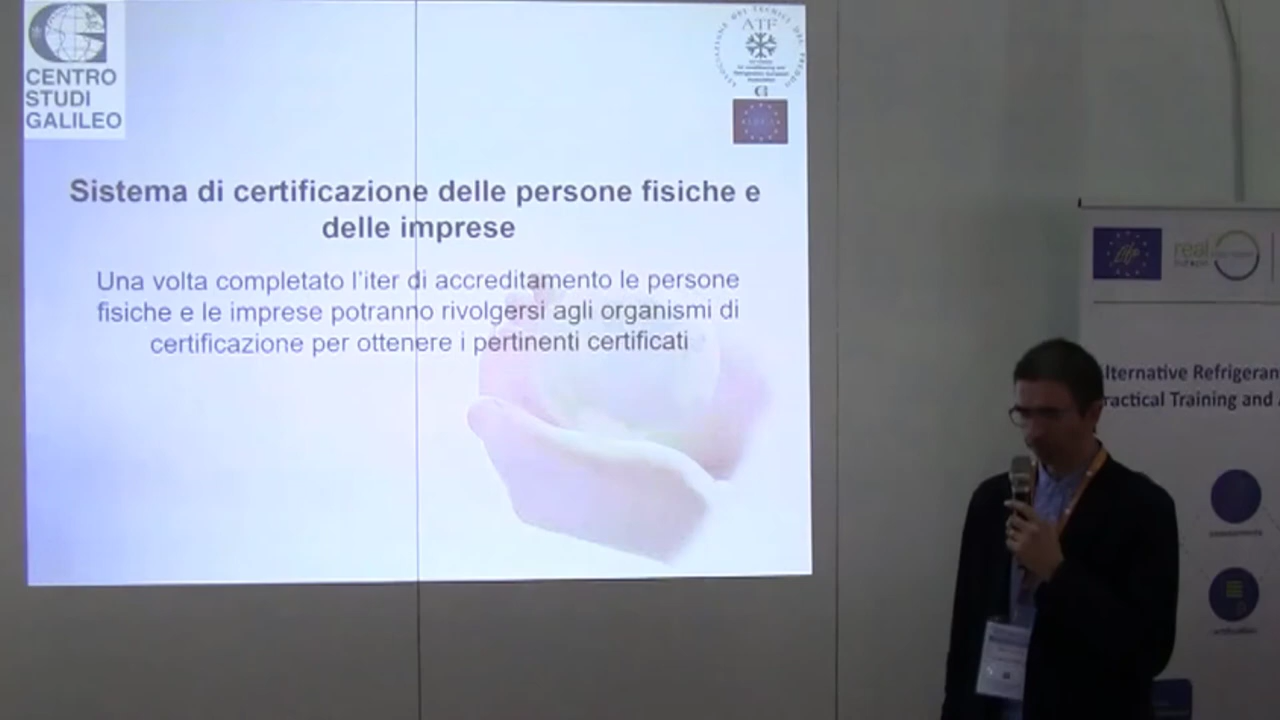 CENTRO
STUDI
GALILEO
ATF
Sistema di certificazione delle persone fisiche e
delle imprese
Una volta completato l'iter di accreditamento le persone
fisiche e le imprese potranno rivolgersi agli organismi di
certificazione per ottenere i pertinenti certificati
life
real
lternative Refrigeran
ractical Training and